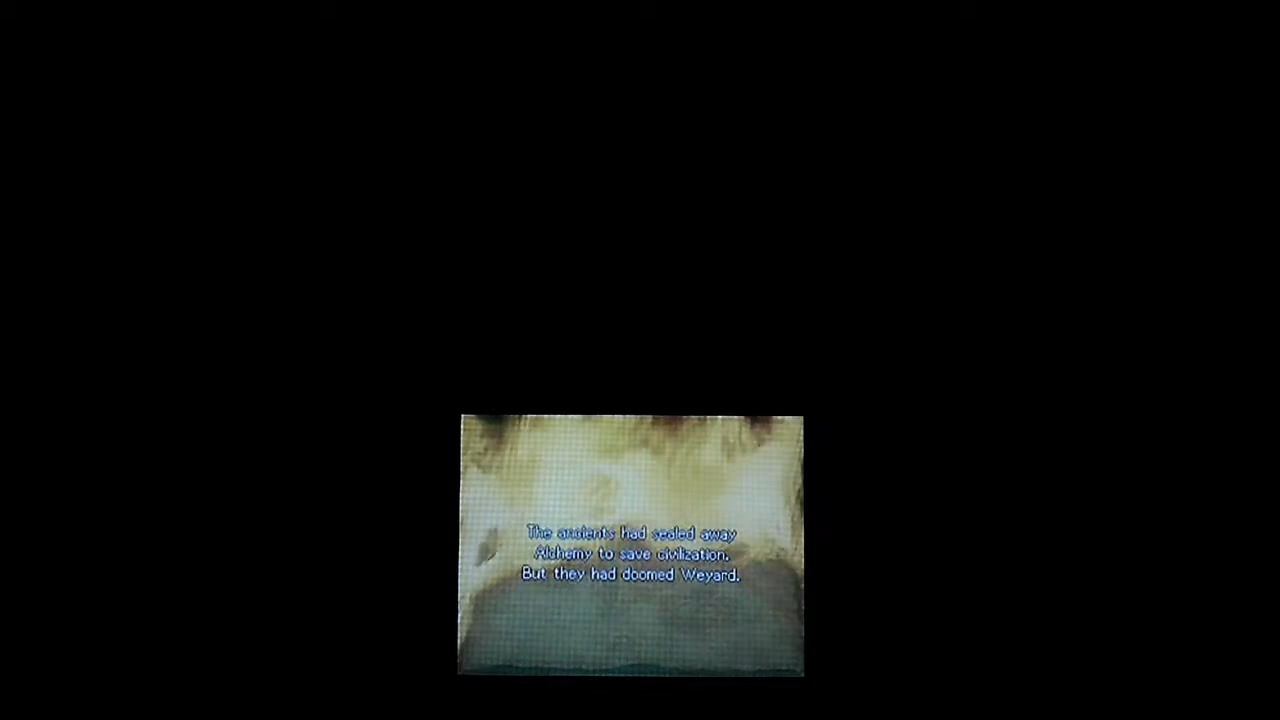 The ancients had sealed away
Alchemy to save civilization.
But they had doomed Weyard.